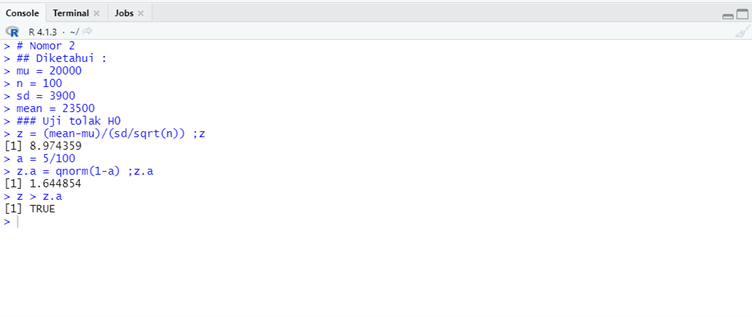 Console Terminal Jobs
R R 4.1.3 · ~/
> # Nomor 2
> ## Diketahui :
> mu = 20000
> n = 100
> sd = 3900
> mean = 23500
> ### Uji tolak H0
> z = (mean-mu)/(sd/sqrt(n)) ;z
[1] 8.974359
> a = 5/100
> z.a = qnorm(1-a) ;z.a
[1] 1.644854
> z > z.a
[1] TRUE
>